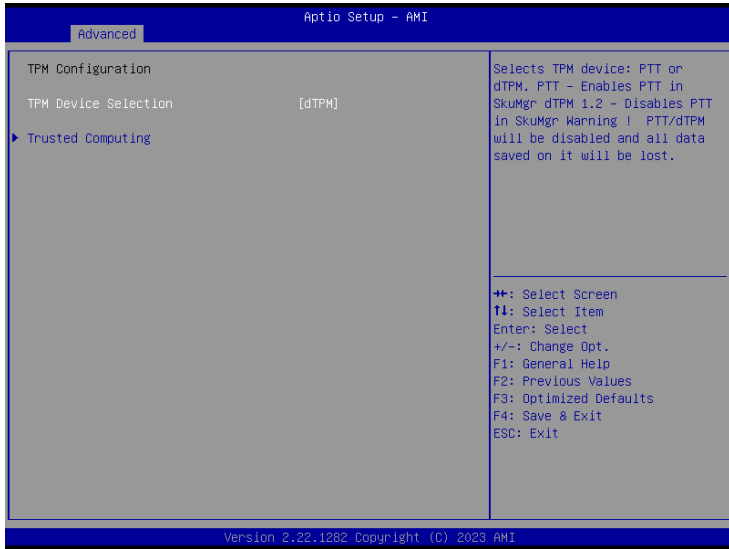 Aptio Setup - AMI
Advanced
TPM Configuration
TPM Device Selection [dTPM]
Trusted Computing
Selects TPM device: PTT or
dTPM. PTT - Enables PTT in
SkuMgr dTPM 1.2 - Disables PTT
in SkuMgr Warning ! PTT/dTPM
will be disabled and all data
saved on it will be lost.
→←: Select Screen
↑↓: Select Item
Enter: Select
+/-: Change Opt.
F1: General Help
F2: Previous Values
F3: Optimized Defaults
F4: Save & Exit
ESC: Exit
Version 2.22.1282 Copyright (C) 2023 AMI